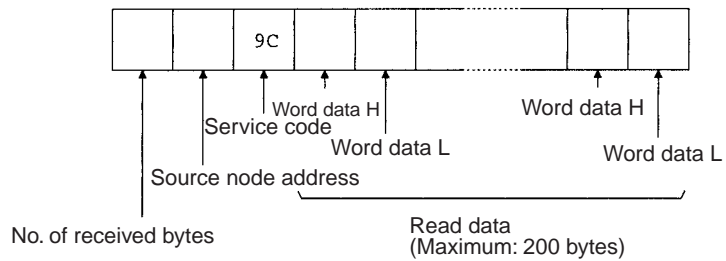 9C
Word data H
Word data H
Service code
Word data L
Word data L
Source node address
No. of received bytes
Read data
(Maximum: 200 bytes)